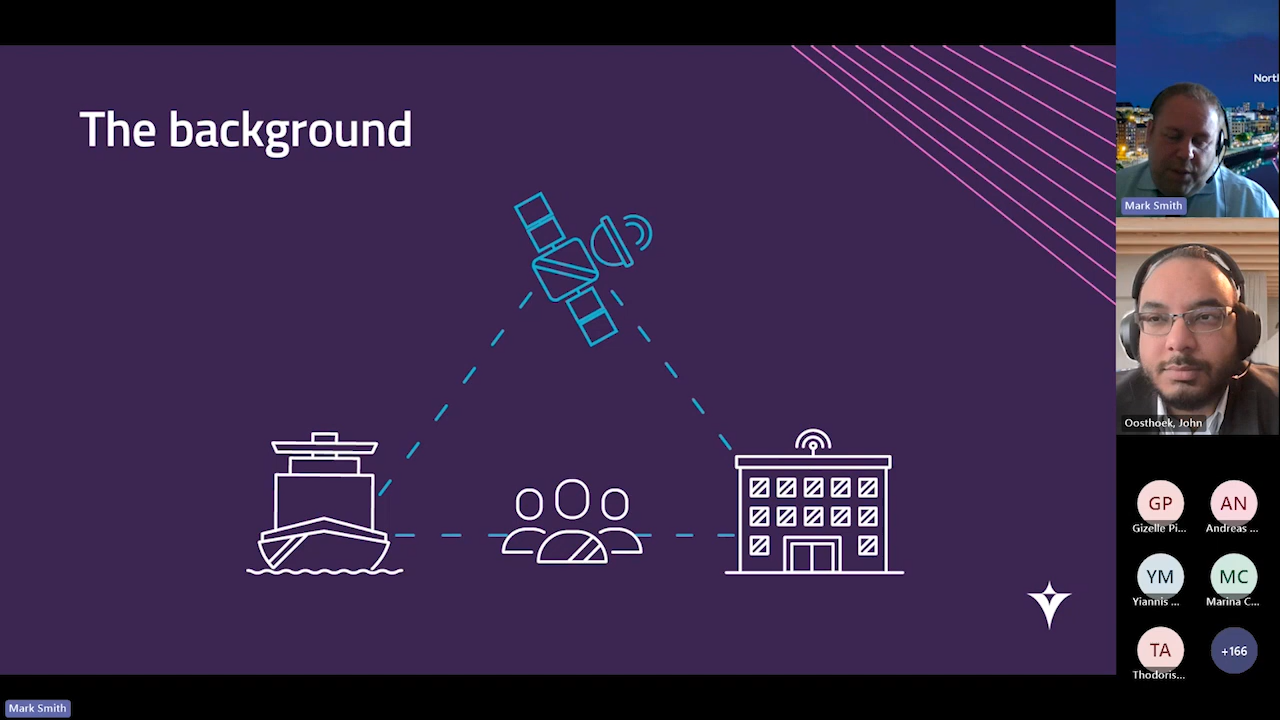 The background
North
Mark Smith
Oosthoek, John
GP
AN
Gizelle Pi...
Andreas ...
YM
MC
Yiannis ...
Marina C...
TA
+166
Thodoris...
Mark Smith